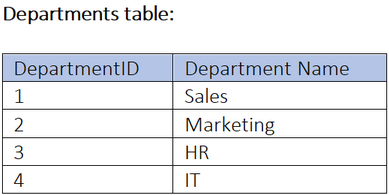 Departments table:
DepartmentID Department Name
1 Sales
2 Marketing
3 HR
4 IT